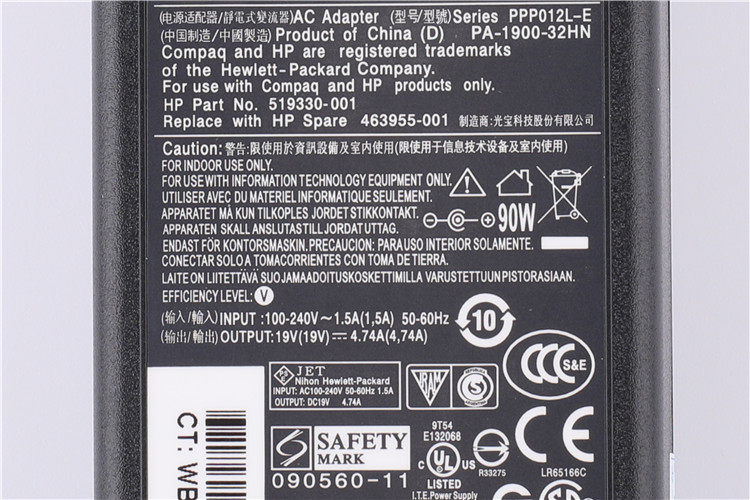 (电源适配器/靜電式變流器)AC Adapter (型号/型號)Series PPP012L-E
(中国制造/中國製造) Product of China (D) PA-1900-32HN
Compaq and HP are registered trademarks
of the Hewlett-Packard Company.
For use with Compaq and HP products only.
HP Part No. 519330-001
Replace with HP Spare 463955-001 制造商:光宝科技股份有限公司
Caution: 警告:限使用於資訊設備及室内使用(限使用于信息技术设备及室内使用)
FOR INDOOR USE ONLY.
FOR USE WITH INFORMATION TECHNOLOGY EQUIPMENT ONLY.
UTILISER AVEC DU MATERIEL INFORMATIQUE SEULEMENT.
APPARATET MÅ KUN TILKOPLES JORDET STIKKONTAKT.
APPARATEN SKALL ANSLUTAS TILL JORDAT UTTAG.
90W
ENDAST FÖR KONTORSMASKIN. PRECAUCION: PARA USO INTERIOR SOLAMENTE.
CONECTAR SOLO A TOMACORRIENTES CON TOMA DE TIERRA.
LAITE ON LIITETTÄVÄ SUOJAMAADOITUSKOSKETTIMILLA VARUSTETTUUN PISTORASIAAN.
EFFICIENCY LEVEL: V
(输入/輸入) INPUT :100-240V~1.5A(1,5A) 50-60Hz
(输出/輸出) OUTPUT:19V(19V)⎓ 4.74A(4,74A)
10
PSE JET
Nihon Hewlett-Packard
INPUT: AC100-240V 50-60Hz 1.5A
OUTPUT: DC19V 4.74A
VRAM
S
CCC S&E
SAFETY
MARK
090560-11
9T54
E132068
c UL US
LISTED
I.T.E.Power Supply
R33275
CE
LR65166C
CT: WB